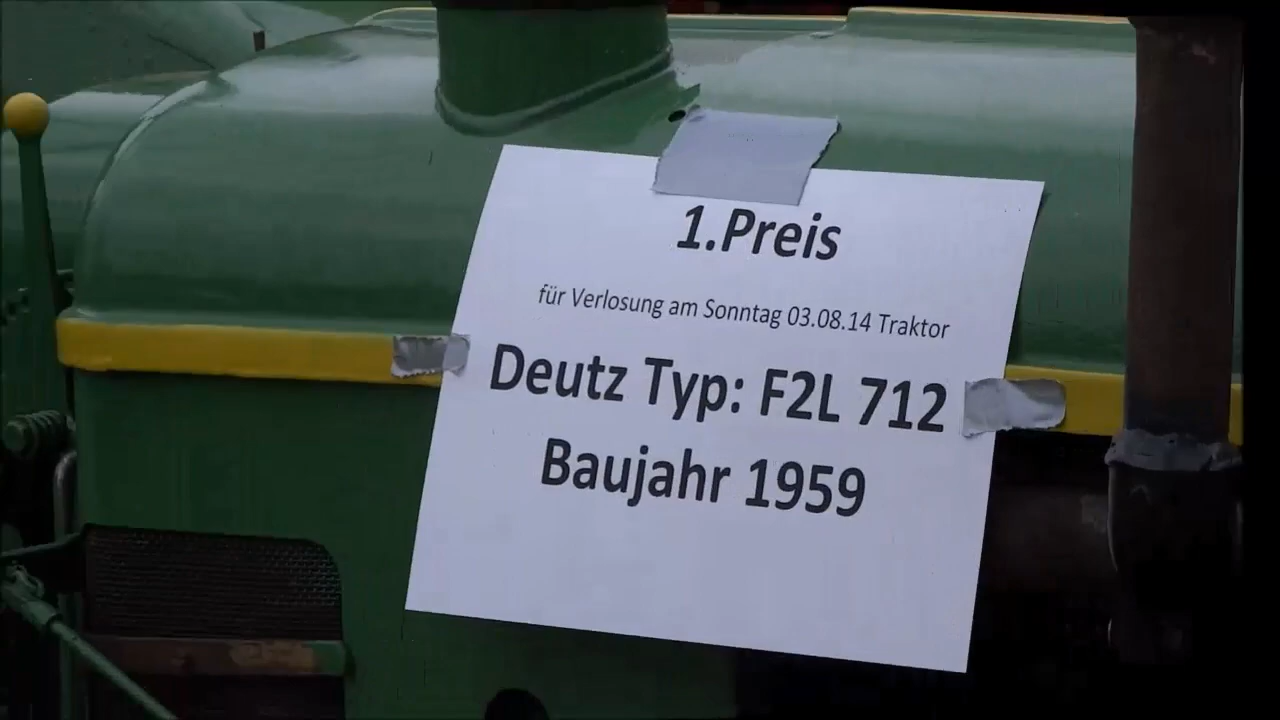 1.Preis
für Verlosung am Sonntag 03.08.14 Traktor
Deutz Typ: F2L 712
Baujahr 1959